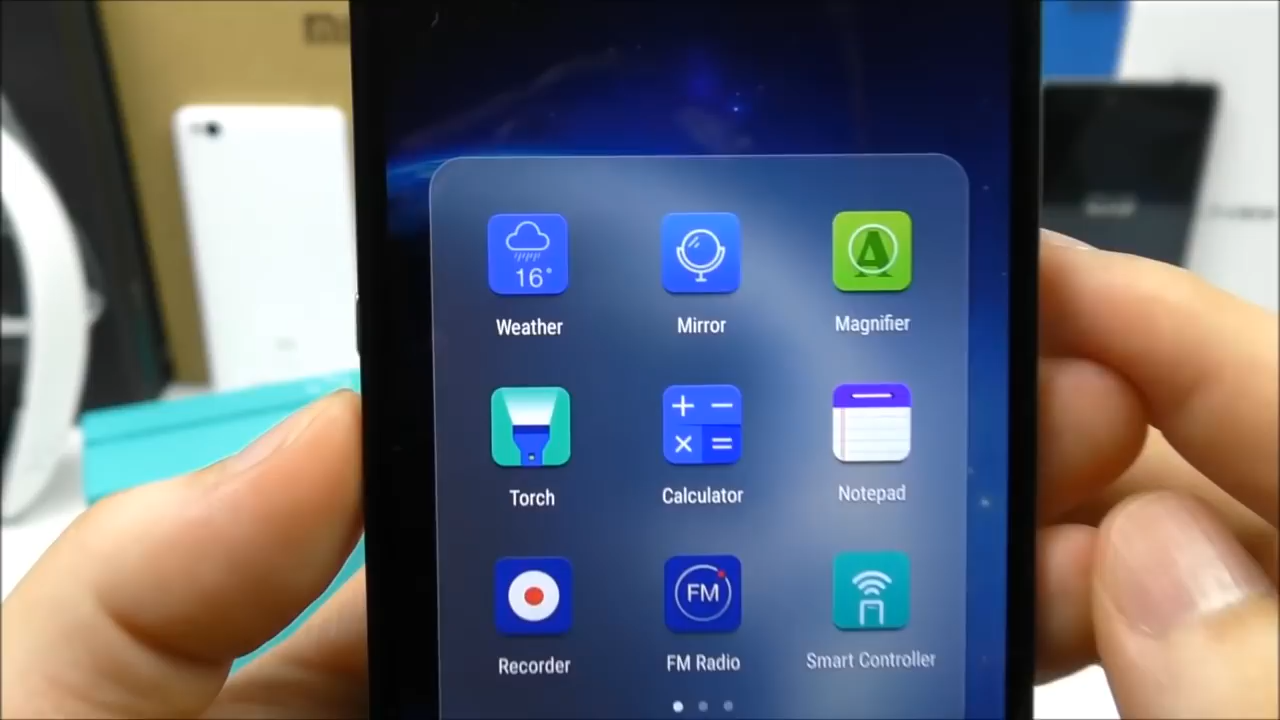 16°
Weather
Mirror
A
Magnifier
Torch
+ −
× =
Calculator
Notepad
Recorder
FM
FM Radio
Smart Controller